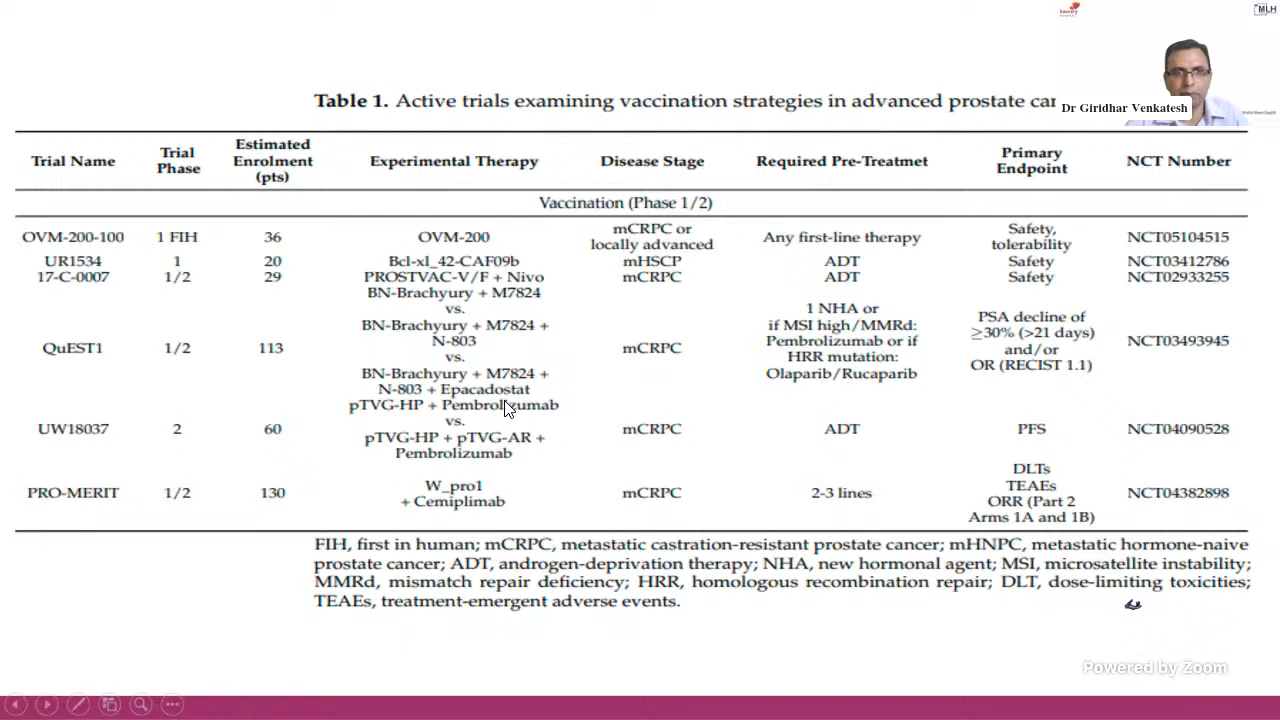 MLH
Table 1. Active trials examining vaccination strategies in advanced prostate car
Dr Giridhar Venkatesh
Trial Name
Trial
Phase
Estimated
Enrolment
(pts)
Experimental Therapy
Disease Stage
Required Pre-Treatmet
Primary
Endpoint
NCT Number
Vaccination (Phase 1/2)
OVM-200-100
1 FIH
36
OVM-200
mCRPC or
locally advanced
Any first-line therapy
Safety,
tolerability
NCT05104515
UR1534
1
20
Bcl-xl_42-CAF09b
mHSCP
ADT
Safety
NCT03412786
17-C-0007
1/2
29
PROSTVAC-V/F + Nivo
mCRPC
ADT
Safety
NCT02933255
QuEST1
1/2
113
BN-Brachyury + M7824
vs.
BN-Brachyury + M7824 +
N-803
vs.
BN-Brachyury + M7824 +
N-803 + Epacadostat
mCRPC
1 NHA or
if MSI high/MMRd:
Pembrolizumab or if
HRR mutation:
Olaparib/Rucaparib
PSA decline of
≥30% (>21 days)
and/or
OR (RECIST 1.1)
NCT03493945
UW18037
2
60
pTVG-HP + Pembrolizumab
vs.
pTVG-HP + pTVG-AR +
Pembrolizumab
mCRPC
ADT
PFS
NCT04090528
PRO-MERIT
1/2
130
W_pro1
+ Cemiplimab
mCRPC
2-3 lines
DLTs
TEAEs
ORR (Part 2
Arms 1A and 1B)
NCT04382898
FIH, first in human; mCRPC, metastatic castration-resistant prostate cancer; mHNPC, metastatic hormone-naive
prostate cancer; ADT, androgen-deprivation therapy; NHA, new hormonal agent; MSI, microsatellite instability;
MMRd, mismatch repair deficiency; HRR, homologous recombination repair; DLT, dose-limiting toxicities;
TEAEs, treatment-emergent adverse events.
Powered by Zoom